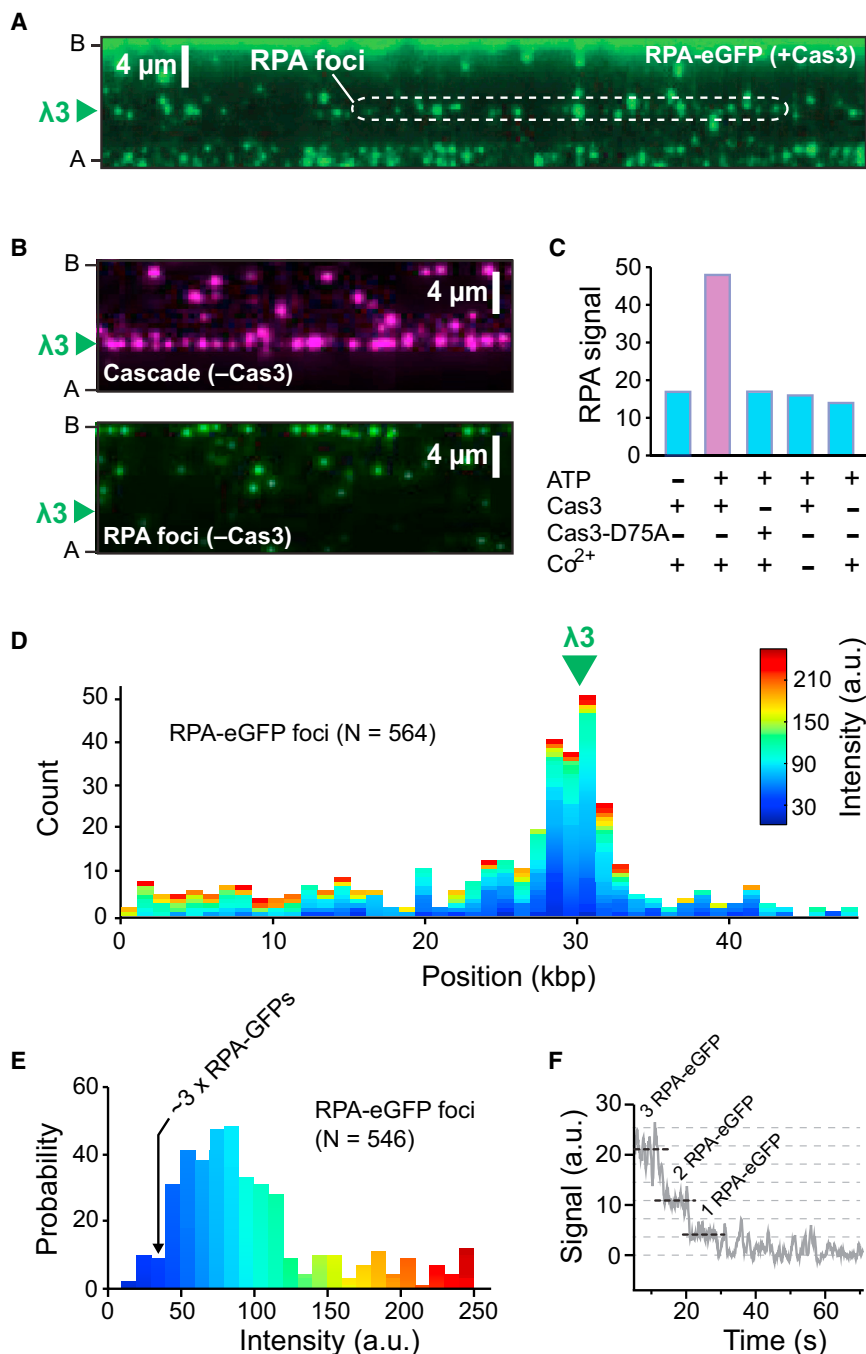 A
B
4 µm
RPA foci
RPA-eGFP (+Cas3)
λ3
A
B
B
4 µm
λ3
Cascade (–Cas3)
A
B
4 µm
λ3
RPA foci (–Cas3)
A
C
RPA signal
50
40
30
20
10
0
ATP - + + + +
Cas3 + + - + -
Cas3-D75A - - + - -
Co2+ + + + - +
D
λ3
RPA-eGFP foci (N = 564)
Count
50
40
30
20
10
0
0 10 20 30 40
Position (kbp)
210
150
90
30
Intensity (a.u.)
E
~3 x RPA-GFPs
RPA-eGFP foci
(N = 546)
Probability
60
40
20
0
0 50 100 150 200 250
Intensity (a.u.)
F
3 RPA-eGFP
2 RPA-eGFP
1 RPA-eGFP
Signal (a.u.)
30
20
10
0
20 40 60
Time (s)